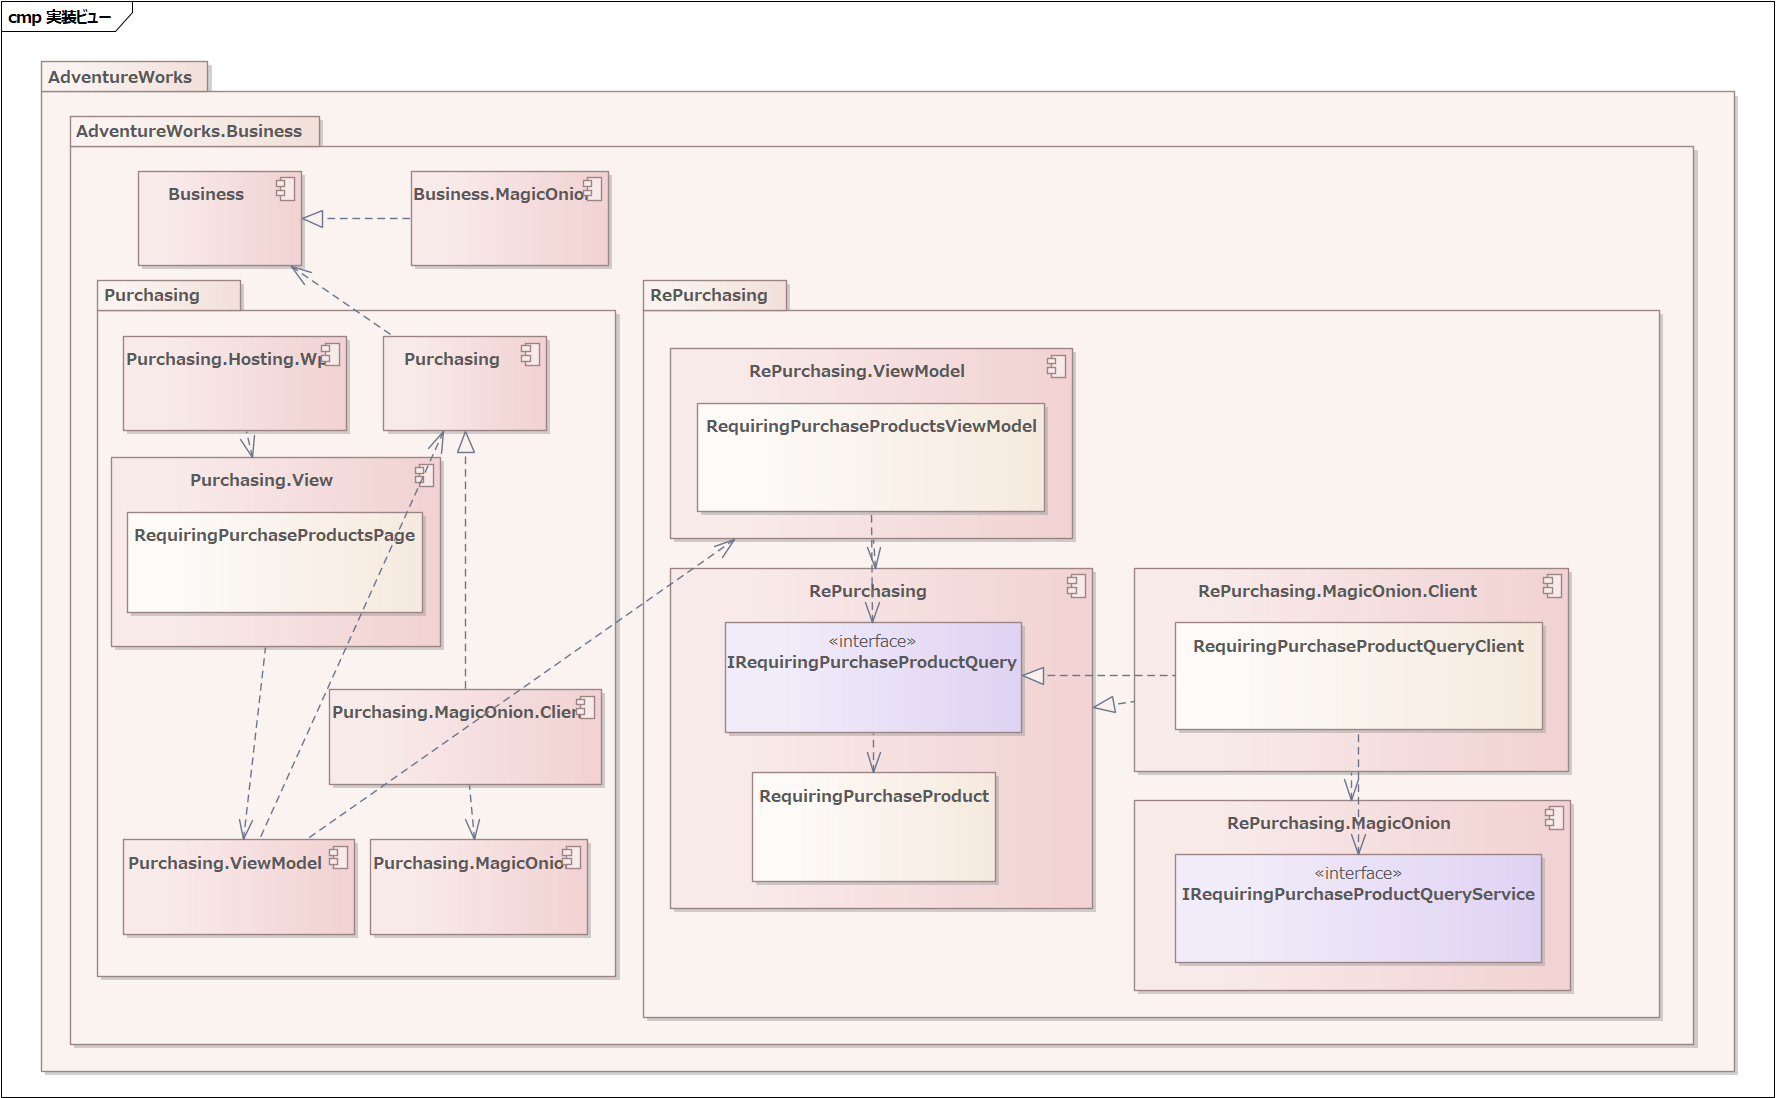 cmp 実装ビュー
AdventureWorks
AdventureWorks.Business
Business
Business.MagicOnio
Purchasing
Purchasing.Hosting.Wp
Purchasing
Purchasing.View
RequiringPurchaseProductsPage
Purchasing.MagicOnion.Clien
Purchasing.ViewModel
Purchasing.MagicOnio
RePurchasing
RePurchasing.ViewModel
RequiringPurchaseProductsViewModel
RePurchasing
«interface»
IRequiringPurchaseProductQuery
RequiringPurchaseProduct
RePurchasing.MagicOnion.Client
RequiringPurchaseProductQueryClient
RePurchasing.MagicOnion
«interface»
IRequiringPurchaseProductQueryService